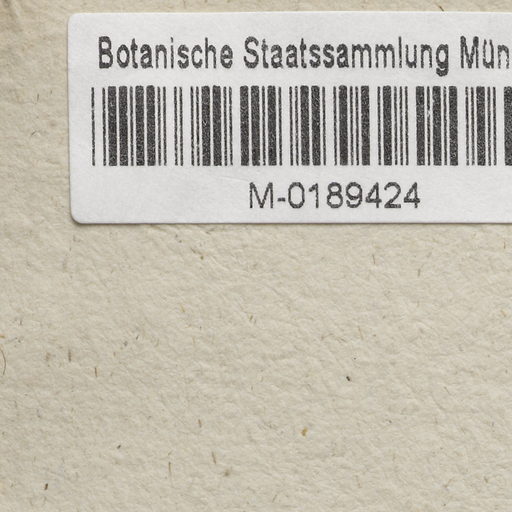 Botanische Staatssammlung Mün
M-0189424